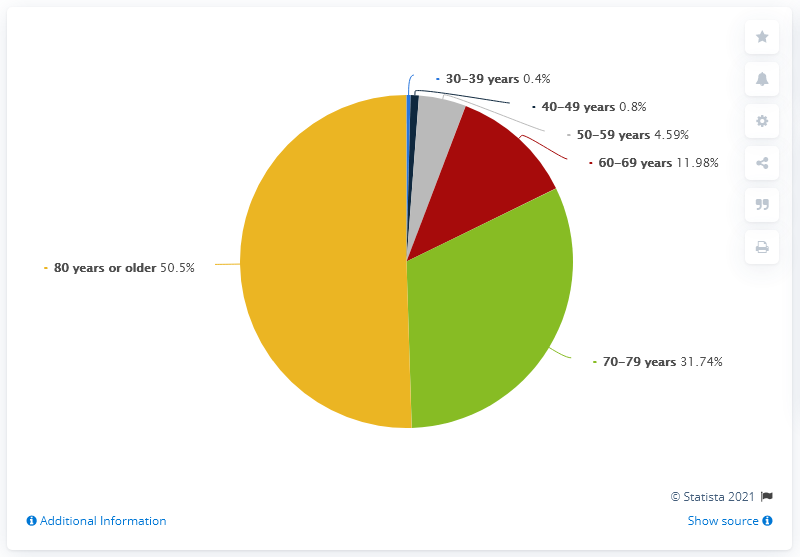 30–39 years 0.4%
40–49 years 0.8%
50–59 years 4.59%
60–69 years 11.98%
80 years or older 50.5%
70–79 years 31.74%
© Statista 2021
Additional Information
Show source